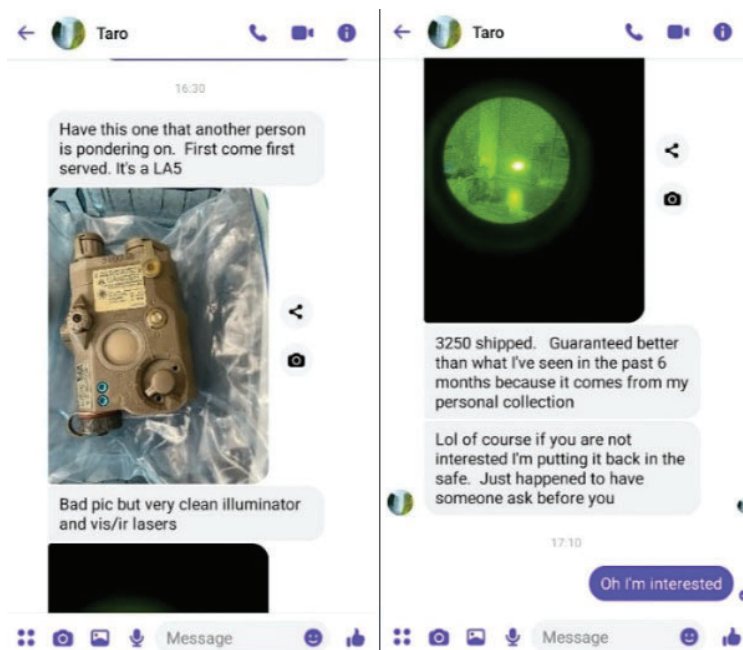 Taro
16:30
Have this one that another person
is pondering on.  First come first
served. It's a LA5
Bad pic but very clean illuminator
and vis/ir lasers
Message
Taro
3250 shipped.   Guaranteed better
than what I've seen in the past 6
months because it comes from my
personal collection
Lol of course if you are not
interested I'm putting it back in the
safe.  Just happened to have
someone ask before you
17:10
Oh I'm interested
Message